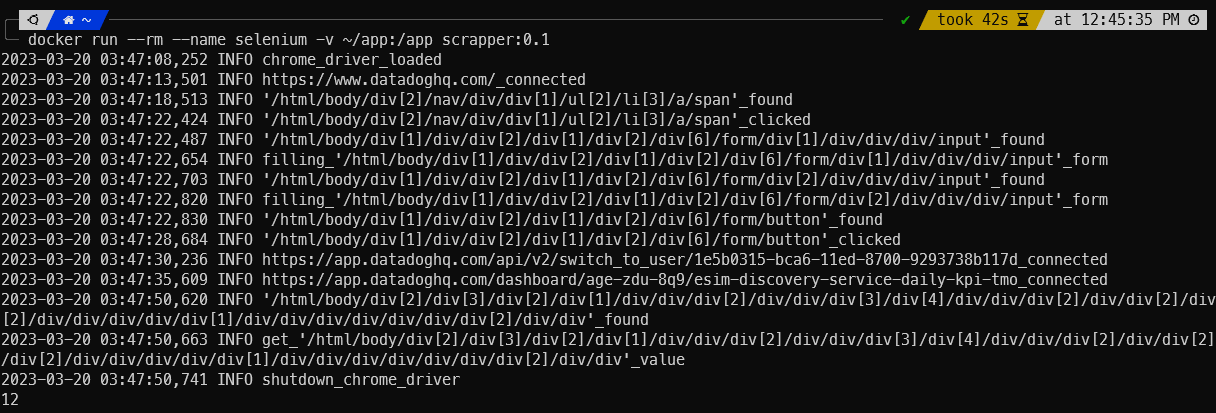 ~ ✔ took 42s at 12:45:35 PM
docker run --rm --name selenium -v ~/app:/app scrapper:0.1
2023-03-20 03:47:08,252 INFO chrome_driver_loaded
2023-03-20 03:47:13,501 INFO https://www.datadoghq.com/_connected
2023-03-20 03:47:18,513 INFO '/html/body/div[2]/nav/div/div[1]/ul[2]/li[3]/a/span'_found
2023-03-20 03:47:22,424 INFO '/html/body/div[2]/nav/div/div[1]/ul[2]/li[3]/a/span'_clicked
2023-03-20 03:47:22,487 INFO '/html/body/div[1]/div/div[2]/div[1]/div[2]/div[6]/form/div[1]/div/div/div/input'_found
2023-03-20 03:47:22,654 INFO filling_'/html/body/div[1]/div/div[2]/div[1]/div[2]/div[6]/form/div[1]/div/div/div/input'_form
2023-03-20 03:47:22,703 INFO '/html/body/div[1]/div/div[2]/div[1]/div[2]/div[6]/form/div[2]/div/div/div/input'_found
2023-03-20 03:47:22,820 INFO filling_'/html/body/div[1]/div/div[2]/div[1]/div[2]/div[6]/form/div[2]/div/div/div/input'_form
2023-03-20 03:47:22,830 INFO '/html/body/div[1]/div/div[2]/div[1]/div[2]/div[6]/form/button'_found
2023-03-20 03:47:28,684 INFO '/html/body/div[1]/div/div[2]/div[1]/div[2]/div[6]/form/button'_clicked
2023-03-20 03:47:30,236 INFO https://app.datadoghq.com/api/v2/switch_to_user/1e5b0315-bca6-11ed-8700-9293738b117d_connected
2023-03-20 03:47:35,609 INFO https://app.datadoghq.com/dashboard/age-zdu-8q9/esim-discovery-service-daily-kpi-tmo_connected
2023-03-20 03:47:50,620 INFO '/html/body/div[2]/div[3]/div[2]/div[1]/div/div/div[2]/div/div/div[3]/div[4]/div/div/div[2]/div/div[2]/div
[2]/div/div/div/div/div[1]/div/div/div/div/div/div/div[2]/div/div'_found
2023-03-20 03:47:50,663 INFO get_'/html/body/div[2]/div[3]/div[2]/div[1]/div/div/div[2]/div/div/div[3]/div[4]/div/div/div[2]/div/div[2]
/div[2]/div/div/div/div/div[1]/div/div/div/div/div/div/div[2]/div/div'_value
2023-03-20 03:47:50,741 INFO shutdown_chrome_driver
12